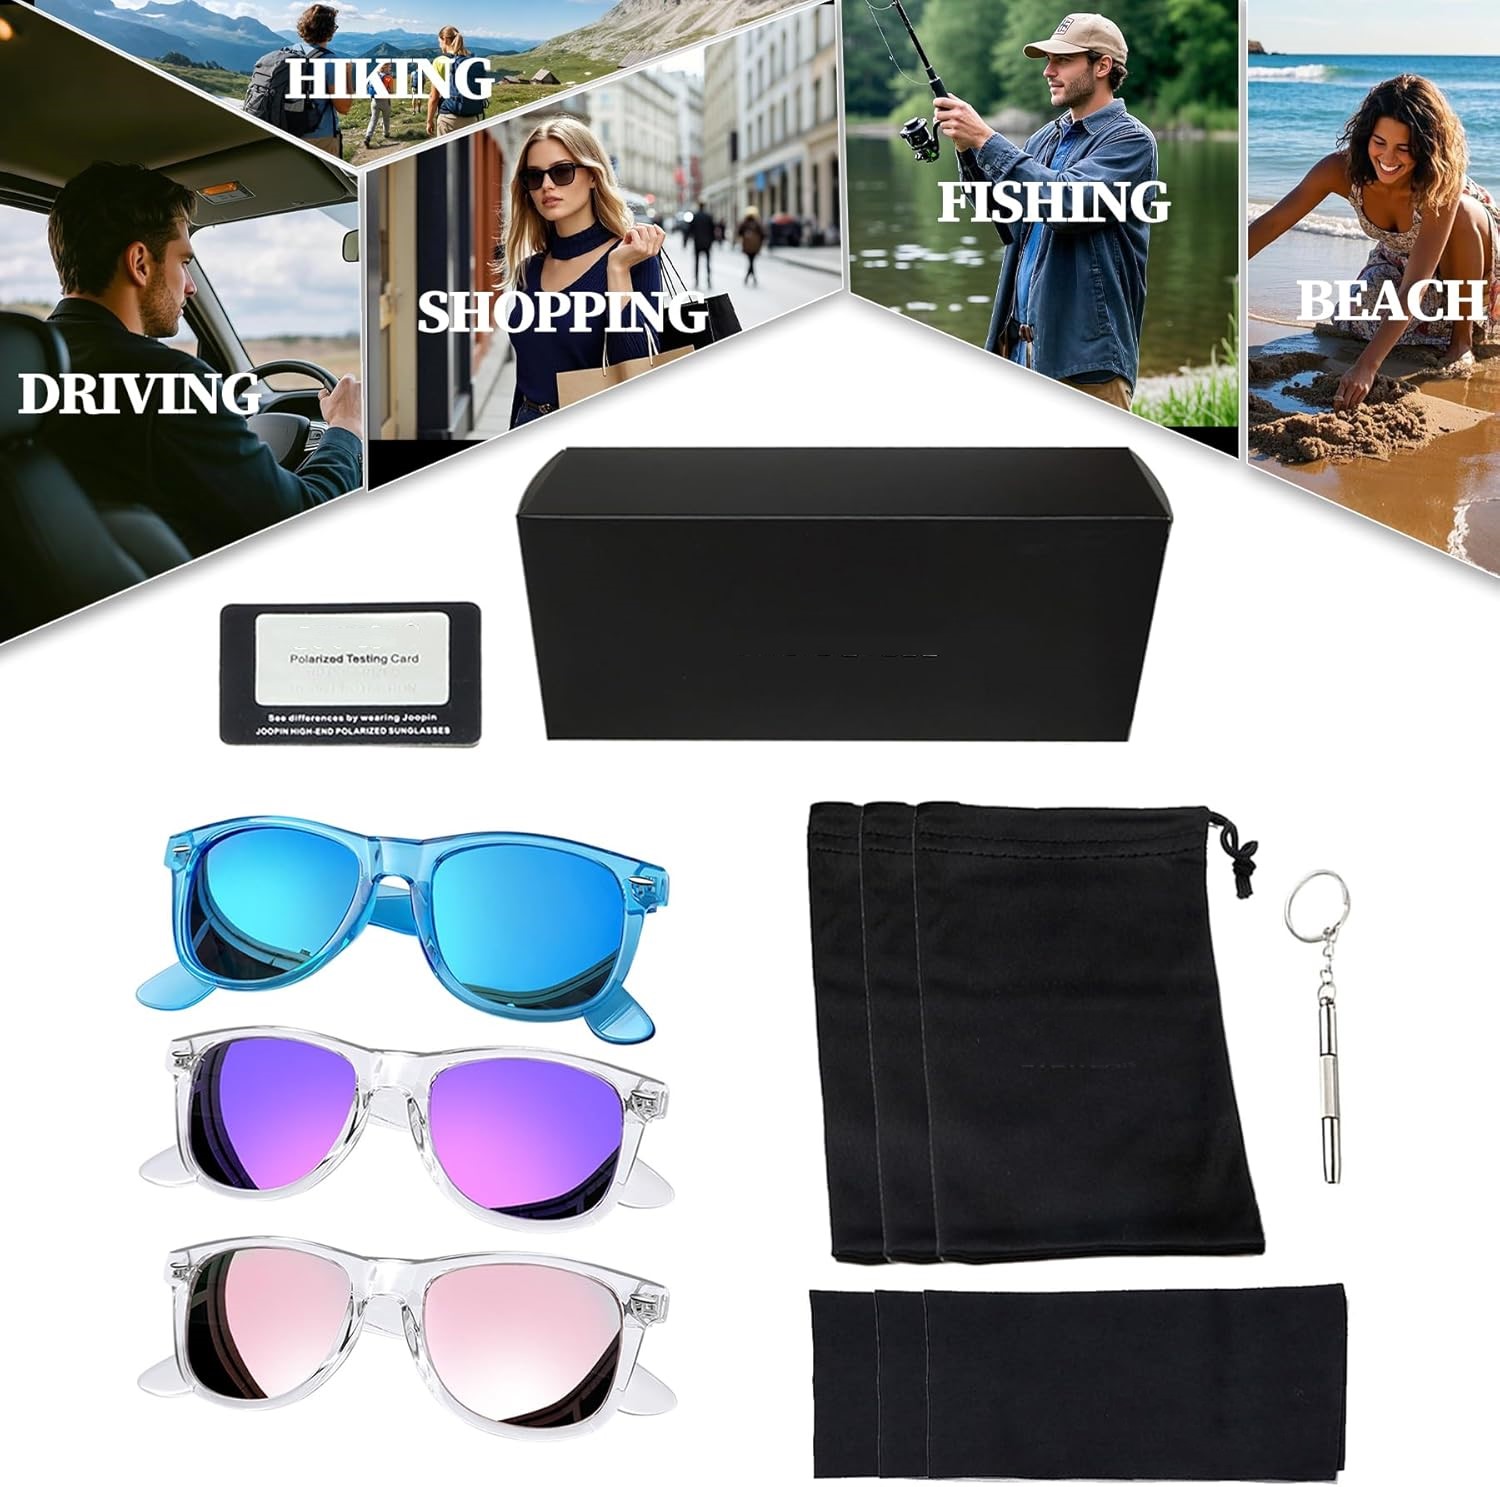 HIKING
FISHING
SHOPPING
BEACH
DRIVING
Polarized Testing Card
See differences by wearing Joopin
JOOPIN HIGH-END POLARIZED SUNGLASSES